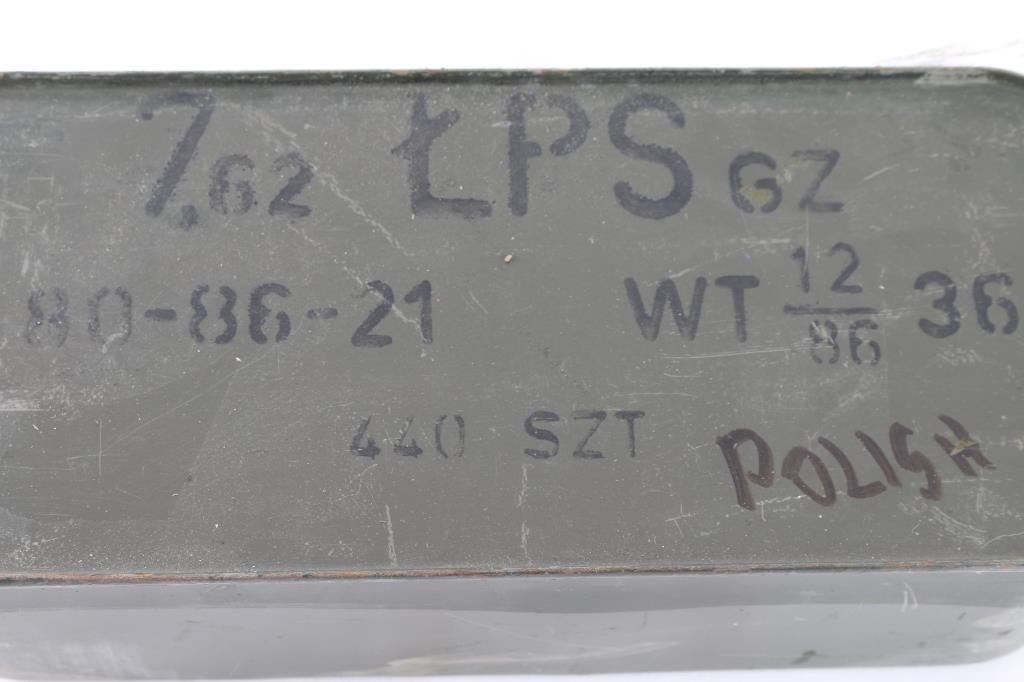 7,62 ŁPS GZ
80-86-21 WT 12/86 36
440 SZT
POLISH